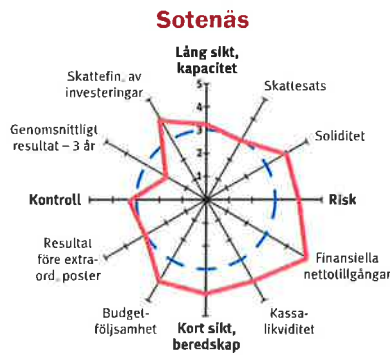 Sotenäs
Lång sikt,
kapacitet
Skattefin. av
investeringar
Skattesats
Genomsnittligt
resultat – 3 år
Soliditet
5
4
3
2
1
Kontroll
Risk
Resultat
före extra-
ord. poster
Finansiella
nettotillgångar
Budget-
följsamhet
Kassa-
likviditet
Kort sikt,
beredskap